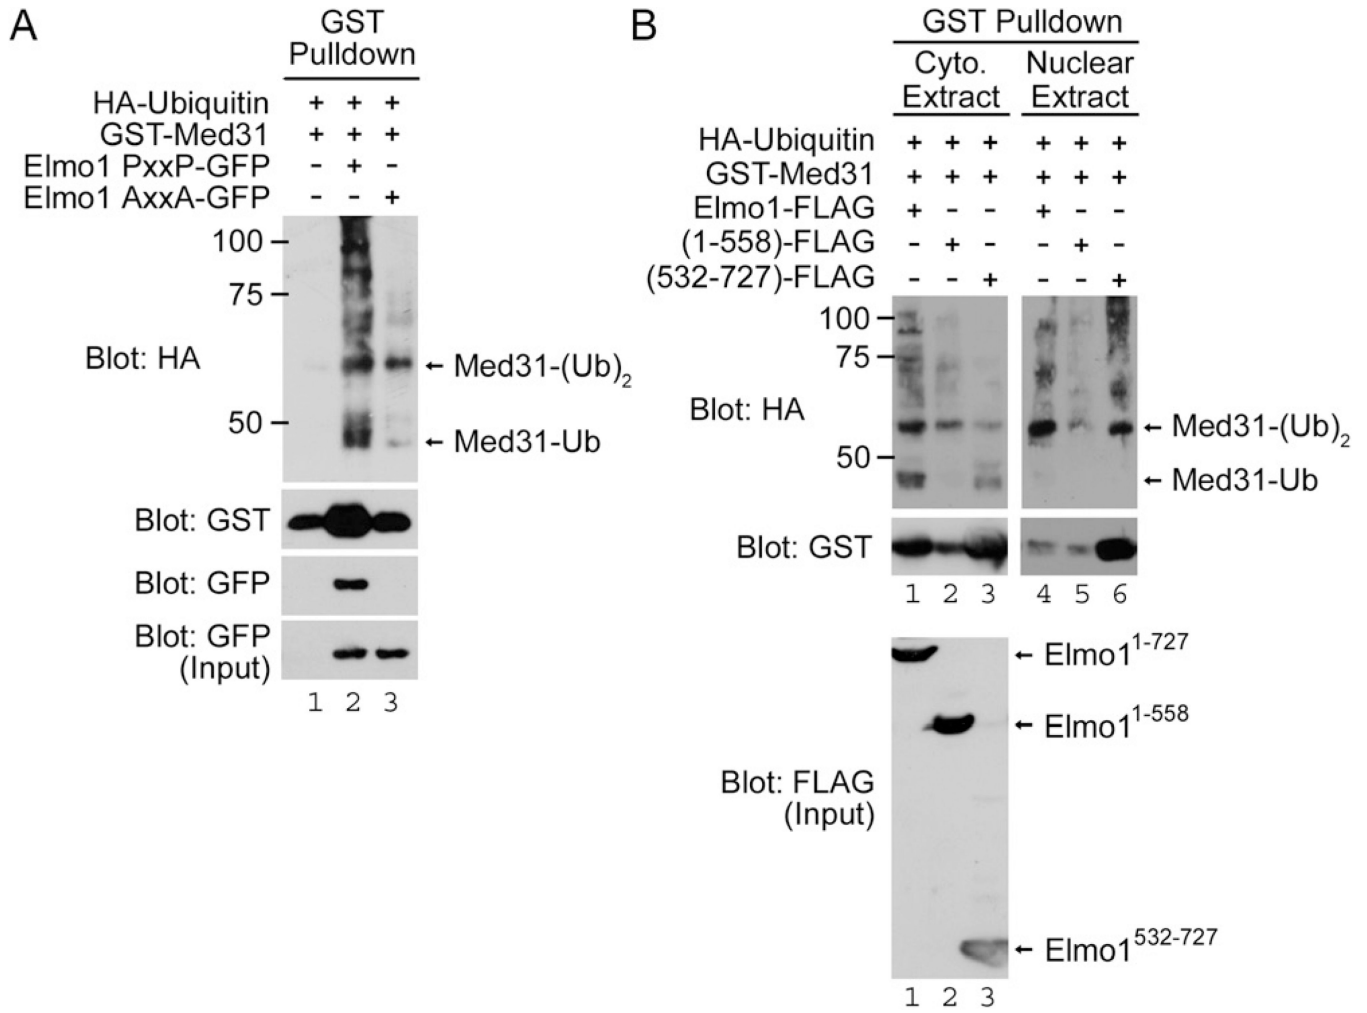 A
GST
Pulldown
HA-Ubiquitin + + +
GST-Med31 + + +
Elmo1 PxxP-GFP - + -
Elmo1 AxxA-GFP - - +
100
75
Blot: HA
Med31-(Ub)2
50
Med31-Ub
Blot: GST
Blot: GFP
Blot: GFP
(Input)
1 2 3
B
GST Pulldown
Cyto.
Extract
Nuclear
Extract
HA-Ubiquitin + + + + + +
GST-Med31 + + + + + +
Elmo1-FLAG + - - + - -
(1-558)-FLAG - + - - + -
(532-727)-FLAG - - + - - +
100
75
Blot: HA
Med31-(Ub)2
50
Med31-Ub
Blot: GST
1 2 3 4 5 6
Elmo1 1-727
Elmo1 1-558
Blot: FLAG
(Input)
Elmo1 532-727
1 2 3